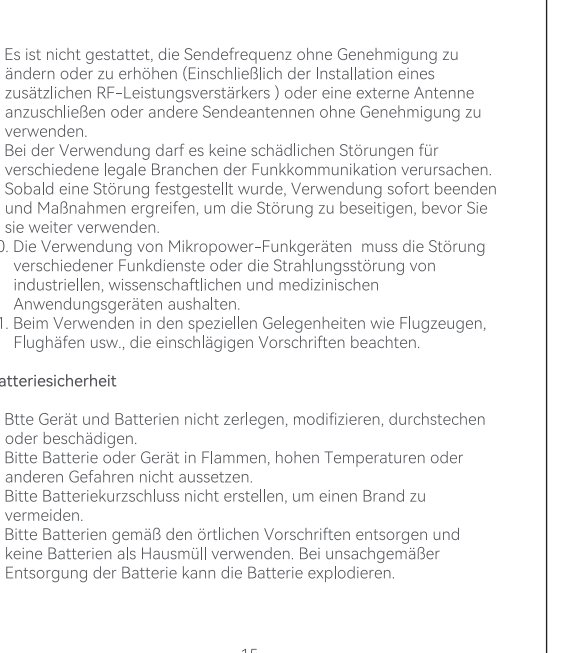 Es ist nicht gestattet, die Sendefrequenz ohne Genehmigung zu
ändern oder zu erhöhen (Einschließlich der Installation eines
zusätzlichen RF-Leistungsverstärkers ) oder eine externe Antenne
anzuschließen oder andere Sendeantennen ohne Genehmigung zu
verwenden.
Bei der Verwendung darf es keine schädlichen Störungen für
verschiedene legale Branchen der Funkkommunikation verursachen.
Sobald eine Störung festgestellt wurde, Verwendung sofort beenden
und Maßnahmen ergreifen, um die Störung zu beseitigen, bevor Sie
sie weiter verwenden.
0. Die Verwendung von Mikropower-Funkgeräten muss die Störung
verschiedener Funkdienste oder die Strahlungsstörung von
industriellen, wissenschaftlichen und medizinischen
Anwendungsgeräten aushalten.
1. Beim Verwenden in den speziellen Gelegenheiten wie Flugzeugen,
Flughäfen usw., die einschlägigen Vorschriften beachten.
atteriesicherheit
Btte Gerät und Batterien nicht zerlegen, modifizieren, durchstechen
oder beschädigen.
Bitte Batterie oder Gerät in Flammen, hohen Temperaturen oder
anderen Gefahren nicht aussetzen.
Bitte Batteriekurzschluss nicht erstellen, um einen Brand zu
vermeiden.
Bitte Batterien gemäß den örtlichen Vorschriften entsorgen und
keine Batterien als Hausmüll verwenden. Bei unsachgemäßer
Entsorgung der Batterie kann die Batterie explodieren.